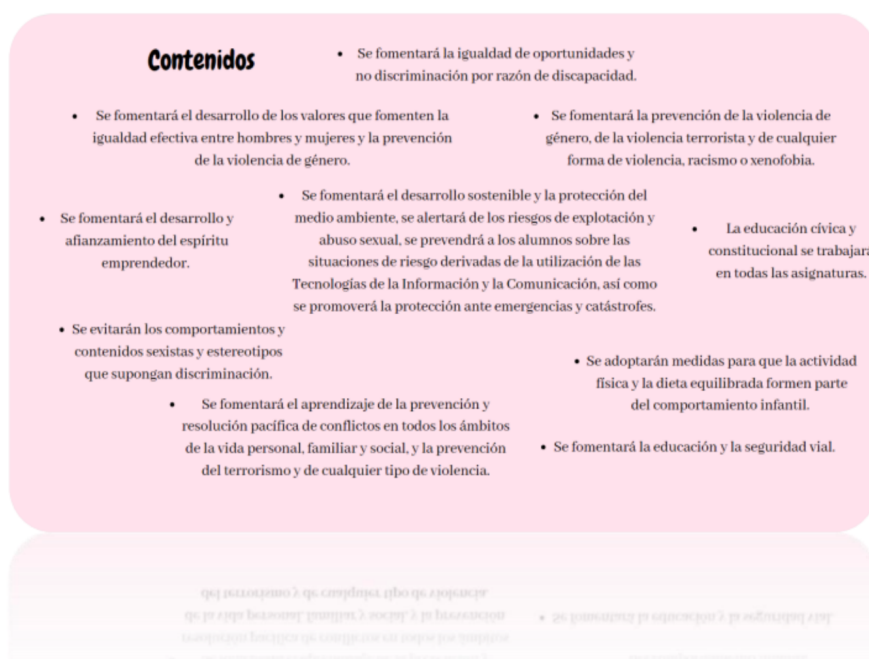 Contenidos
• Se fomentará la igualdad de oportunidades y
no discriminación por razón de discapacidad.
• Se fomentará el desarrollo de los valores que fomenten la
igualdad efectiva entre hombres y mujeres y la prevención
de la violencia de género.
• Se fomentará la prevención de la violencia de
género, de la violencia terrorista y de cualquier
forma de violencia, racismo o xenofobia.
• Se fomentará el desarrollo y
afianzamiento del espíritu
emprendedor.
• Se fomentará el desarrollo sostenible y la protección del
medio ambiente, se alertará de los riesgos de explotación y
abuso sexual, se prevendrá a los alumnos sobre las
situaciones de riesgo derivadas de la utilización de las
Tecnologías de la Información y la Comunicación, así como
se promoverá la protección ante emergencias y catástrofes.
• La educación cívica y
constitucional se trabajará
en todas las asignaturas.
• Se evitarán los comportamientos y
contenidos sexistas y estereotipos
que supongan discriminación.
• Se adoptarán medidas para que la actividad
física y la dieta equilibrada formen parte
del comportamiento infantil.
• Se fomentará el aprendizaje de la prevención y
resolución pacífica de conflictos en todos los ámbitos
de la vida personal, familiar y social, y la prevención
del terrorismo y de cualquier tipo de violencia.
• Se fomentará la educación y la seguridad vial.